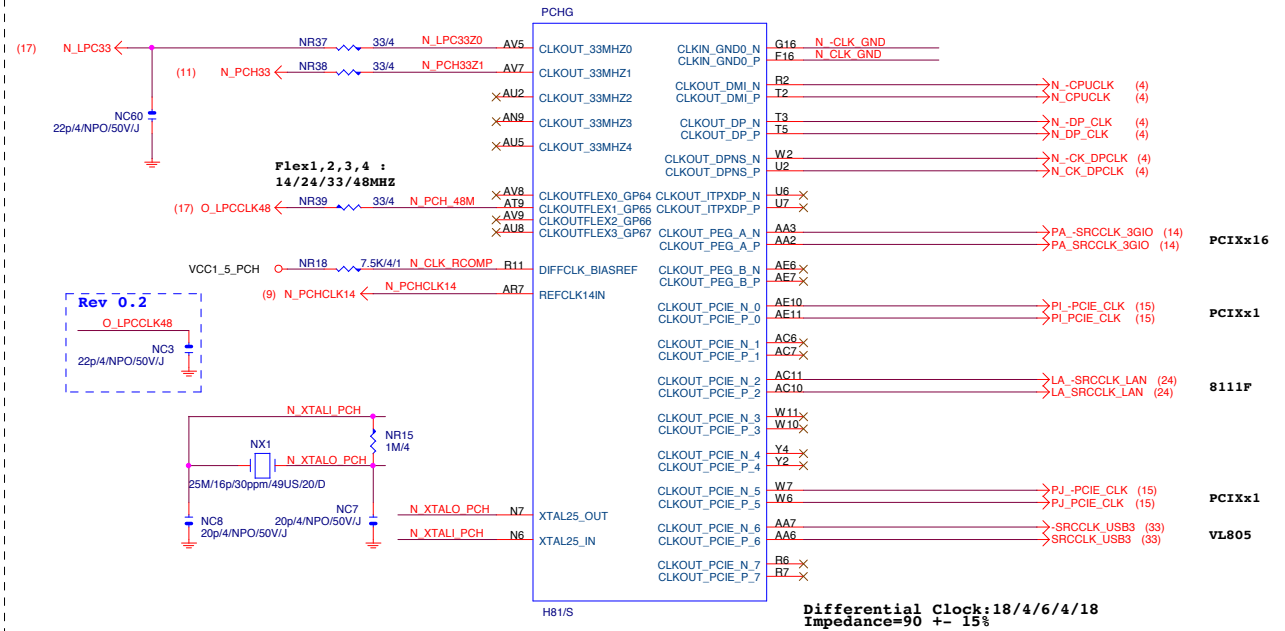 PCHG
(17) N_LPC33 NR37 33/4 N_LPC33Z0 AV5 CLKOUT_33MHZ0
(11) N_PCH33 NR38 33/4 N_PCH33Z1 AV7 CLKOUT_33MHZ1
AU2 CLKOUT_33MHZ2
NC60
22p/4/NPO/50V/J
AN9 CLKOUT_33MHZ3
AU5 CLKOUT_33MHZ4
Flex1,2,3,4 :
14/24/33/48MHZ
AV8 CLKOUTFLEX0_GP64
(17) O_LPCCLK48 NR39 33/4 N_PCH_48M AT9 CLKOUTFLEX1_GP65
AV9 CLKOUTFLEX2_GP66
AU8 CLKOUTFLEX3_GP67
VCC1_5_PCH NR18 7.5K/4/1 N_CLK_RCOMP R11 DIFFCLK_BIASREF
(9) N_PCHCLK14 N_PCHCLK14 AR7 REFCLK14IN
Rev 0.2
O_LPCCLK48
NC3
22p/4/NPO/50V/J
N_XTALI_PCH
NR15
1M/4
NX1
N_XTALO_PCH
25M/16p/30ppm/49US/20/D
NC8
20p/4/NPO/50V/J
NC7
20p/4/NPO/50V/J
N_XTALO_PCH N7 XTAL25_OUT
N_XTALI_PCH N6 XTAL25_IN
CLKIN_GND0_N G16 N_-CLK_GND
CLKIN_GND0_P F16 N_CLK_GND
CLKOUT_DMI_N R2 N_-CPUCLK (4)
CLKOUT_DMI_P T2 N_CPUCLK (4)
CLKOUT_DP_N T3 N_-DP_CLK (4)
CLKOUT_DP_P T5 N_DP_CLK (4)
CLKOUT_DPNS_N W2 N_-CK_DPCLK (4)
CLKOUT_DPNS_P U2 N_CK_DPCLK (4)
CLKOUT_ITPXDP_N U6
CLKOUT_ITPXDP_P U7
CLKOUT_PEG_A_N AA3 PA_-SRCCLK_3GIO (14)
CLKOUT_PEG_A_P AA2 PA_SRCCLK_3GIO (14)
PCIXx16
CLKOUT_PEG_B_N AE6
CLKOUT_PEG_B_P AE7
CLKOUT_PCIE_N_0 AE10 PI_-PCIE_CLK (15)
CLKOUT_PCIE_P_0 AE11 PI_PCIE_CLK (15)
PCIXx1
CLKOUT_PCIE_N_1 AC6
CLKOUT_PCIE_P_1 AC7
CLKOUT_PCIE_N_2 AC11 LA_-SRCCLK_LAN (24)
CLKOUT_PCIE_P_2 AC10 LA_SRCCLK_LAN (24)
8111F
CLKOUT_PCIE_N_3 W11
CLKOUT_PCIE_P_3 W10
CLKOUT_PCIE_N_4 Y4
CLKOUT_PCIE_P_4 Y2
CLKOUT_PCIE_N_5 W7 PJ_-PCIE_CLK (15)
CLKOUT_PCIE_P_5 W6 PJ_PCIE_CLK (15)
PCIXx1
CLKOUT_PCIE_N_6 AA7 -SRCCLK_USB3 (33)
CLKOUT_PCIE_P_6 AA6 SRCCLK_USB3 (33)
VL805
CLKOUT_PCIE_N_7 R6
CLKOUT_PCIE_P_7 R7
H81/S
Differential Clock:18/4/6/4/18
Impedance=90 +- 15%